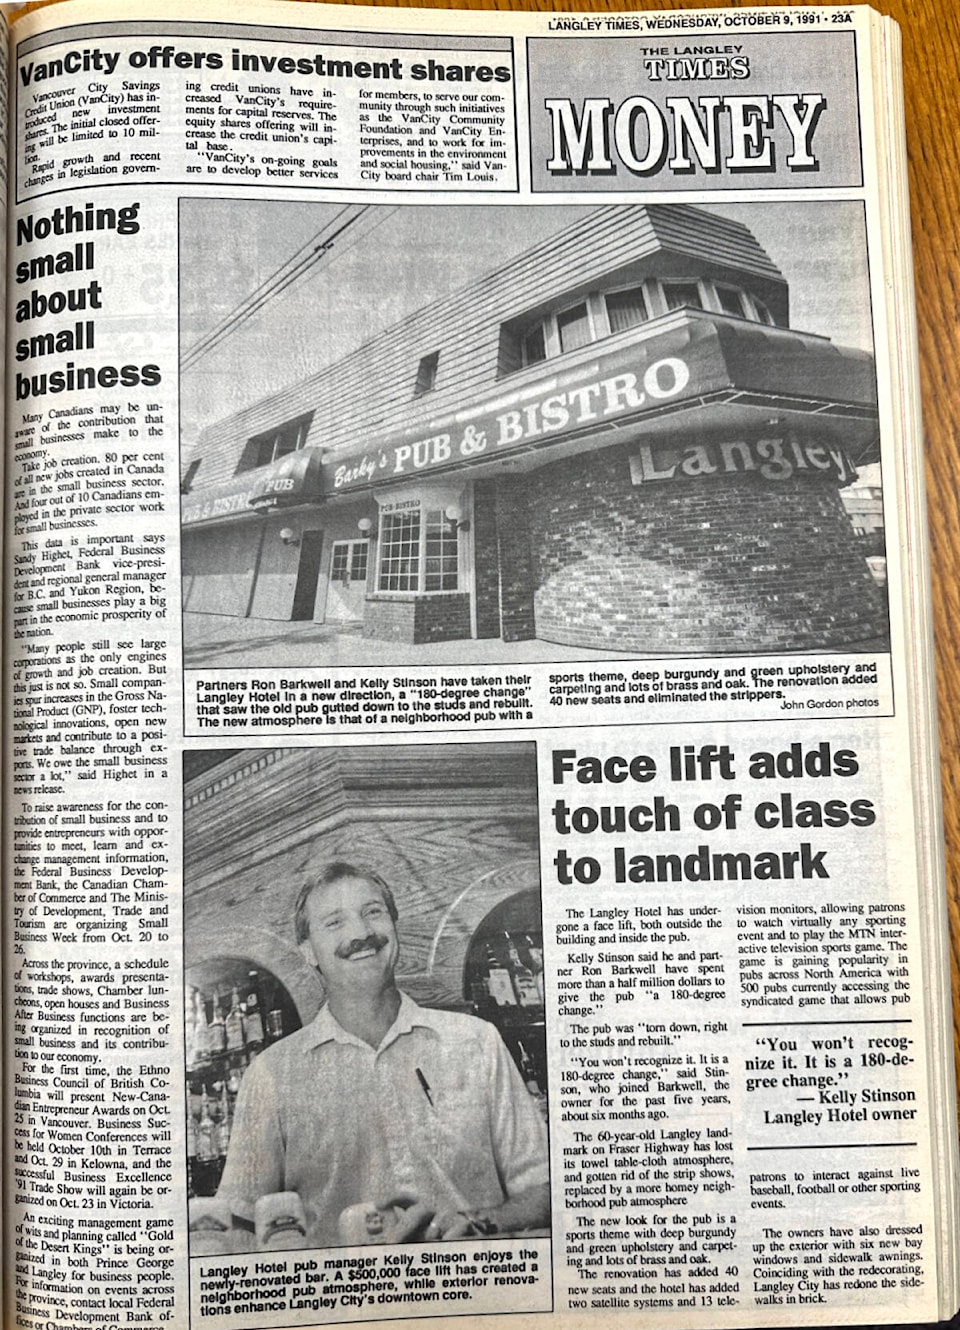 LANGLEY TIMES, WEDNESDAY, OCTOBER 9, 1991 • 23A
VanCity offers investment shares
Vancouver City Savings
Credit Union (VanCity) has in-
troduced new investment
shares. The initial closed offer-
ing will be limited to 10 mil-
lion.
Rapid growth and recent
changes in legislation govern-
ing credit unions have in-
creased VanCity's require-
ments for capital reserves. The
equity shares offering will in-
crease the credit union's capi-
tal base.
"VanCity's on-going goals
are to develop better services
for members, to serve our com-
munity through such initiatives
as the VanCity Community
Foundation and VanCity En-
terprises, and to work for im-
provements in the environment
and social housing," said Van-
City board chair Tim Louis.
THE LANGLEY
TIMES
MONEY
Nothing
small
about
small
business
Many Canadians may be un-
aware of the contribution that
small businesses make to the
economy.
Take job creation. 80 per cent
of all new jobs created in Canada
are in the small business sector.
And four out of 10 Canadians em-
ployed in the private sector work
for small businesses.
This data is important says
Sandy Highet, Federal Business
Development Bank vice-presi-
dent and regional general manager
for B.C. and Yukon Region, be-
cause small businesses play a big
part in the economic prosperity of
the nation.
"Many people still see large
corporations as the only engines
of growth and job creation. But
this just is not so. Small compan-
ies spur increases in the Gross Na-
tional Product (GNP), foster tech-
nological innovations, open new
markets and contribute to a posi-
tive trade balance through ex-
ports. We owe the small business
sector a lot," said Highet in a
news release.
To raise awareness for the con-
tribution of small business and to
provide entrepreneurs with oppor-
tunities to meet, learn and ex-
change management information,
the Federal Business Develop-
ment Bank, the Canadian Cham-
ber of Commerce and The Minis-
try of Development, Trade and
Tourism are organizing Small
Business Week from Oct. 20 to
26.
Across the province, a schedule
of workshops, awards presenta-
tions, trade shows, Chamber lun-
cheons, open houses and Business
After Business functions are be-
ing organized in recognition of
small business and its contribu-
tion to our economy.
For the first time, the Ethno
Business Council of British Co-
lumbia will present New-Cana-
dian Entrepreneur Awards on Oct.
25 in Vancouver. Business Suc-
cess for Women Conferences will
be held October 10th in Terrace
and Oct. 29 in Kelowna, and the
successful Business Excellence
'91 Trade Show will again be or-
ganized on Oct. 23 in Victoria.
An exciting management game
of wits and planning called "Gold
of the Desert Kings" is being or-
ganized in both Prince George
and Langley for business people.
For information on events across
the province, contact local Federal
Business Development Bank of-
fices or Chambers of Commerce
PUB & BISTRO
PUB
Barky's PUB & BISTRO
PUB·BISTRO
Langley
Partners Ron Barkwell and Kelly Stinson have taken their
Langley Hotel in a new direction, a "180-degree change"
that saw the old pub gutted down to the studs and rebuilt.
The new atmosphere is that of a neighborhood pub with a
sports theme, deep burgundy and green upholstery and
carpeting and lots of brass and oak. The renovation added
40 new seats and eliminated the strippers.
John Gordon photos
Langley Hotel pub manager Kelly Stinson enjoys the
newly-renovated bar. A $500,000 face lift has created a
neighborhood pub atmosphere, while exterior renova-
tions enhance Langley City's downtown core.
Face lift adds
touch of class
to landmark
The Langley Hotel has under-
gone a face lift, both outside the
building and inside the pub.
Kelly Stinson said he and part-
ner Ron Barkwell have spent
more than a half million dollars to
give the pub "a 180-degree
change."
The pub was "torn down, right
to the studs and rebuilt."
"You won't recognize it. It is a
180-degree change," said Stin-
son, who joined Barkwell, the
owner for the past five years,
about six months ago.
The 60-year-old Langley land-
mark on Fraser Highway has lost
its towel table-cloth atmosphere,
and gotten rid of the strip shows,
replaced by a more homey neigh-
borhood pub atmosphere
The new look for the pub is a
sports theme with deep burgundy
and green upholstery and carpet-
ing and lots of brass and oak.
The renovation has added 40
new seats and the hotel has added
two satellite systems and 13 tele-
vision monitors, allowing patrons
to watch virtually any sporting
event and to play the MTN inter-
active television sports game. The
game is gaining popularity in
pubs across North America with
500 pubs currently accessing the
syndicated game that allows pub
"You won't recog-
nize it. It is a 180-de-
gree change."
— Kelly Stinson
Langley Hotel owner
patrons to interact against live
baseball, football or other sporting
events.
The owners have also dressed
up the exterior with six new bay
windows and sidewalk awnings.
Coinciding with the redecorating,
Langley City has redone the side-
walks in brick.